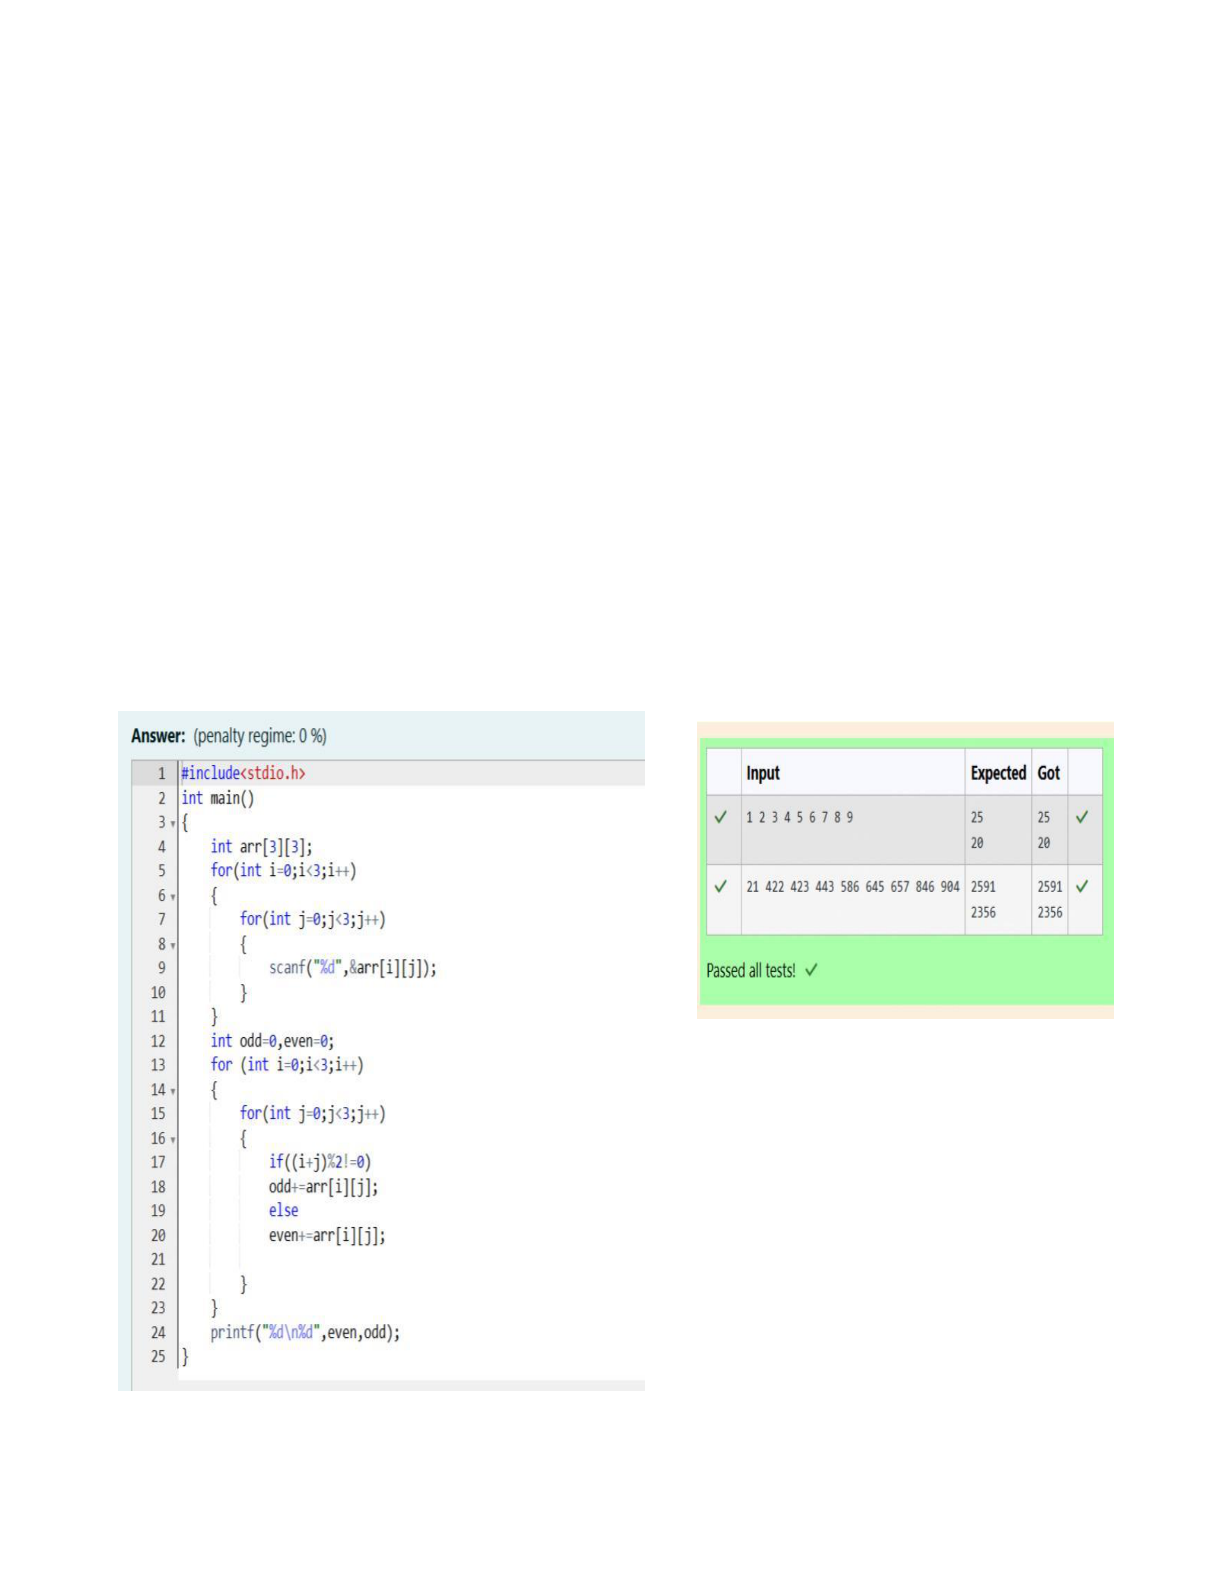 Answer: (penalty regime: 0 %)
1 #include<stdio.h>
2 int main()
3 {
4 int arr[3][3];
5 for(int i=0;i<3;i++)
6 {
7 for(int j=0;j<3;j++)
8 {
9 scanf("%d",&arr[i][j]);
10 }
11 }
12 int odd=0,even=0;
13 for (int i=0;i<3;i++)
14 {
15 for(int j=0;j<3;j++)
16 {
17 if((i+j)%2!=0)
18 odd+=arr[i][j];
19 else
20 even+=arr[i][j];
21
22 }
23 }
24 printf("%d\n%d",even,odd);
25 }
Input Expected Got
1 2 3 4 5 6 7 8 9 25 25
20 20
21 422 423 443 586 645 657 846 904 2591 2591
2356 2356
Passed all tests!